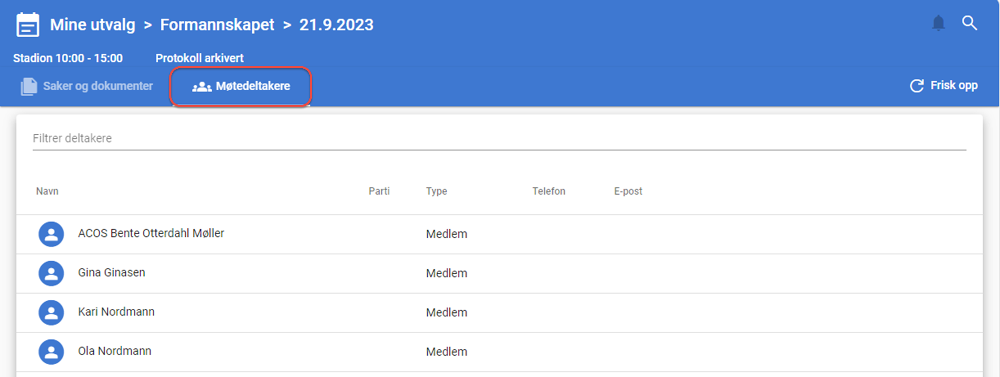 Mine utvalg > Formannskapet > 21.9.2023
Stadion 10:00 - 15:00 Protokoll arkivert
Saker og dokumenter Møtedeltakere Frisk opp
Filtrer deltakere
Navn Parti Type Telefon E-post
ACOS Bente Otterdahl Møller Medlem
Gina Ginasen Medlem
Kari Nordmann Medlem
Ola Nordmann Medlem